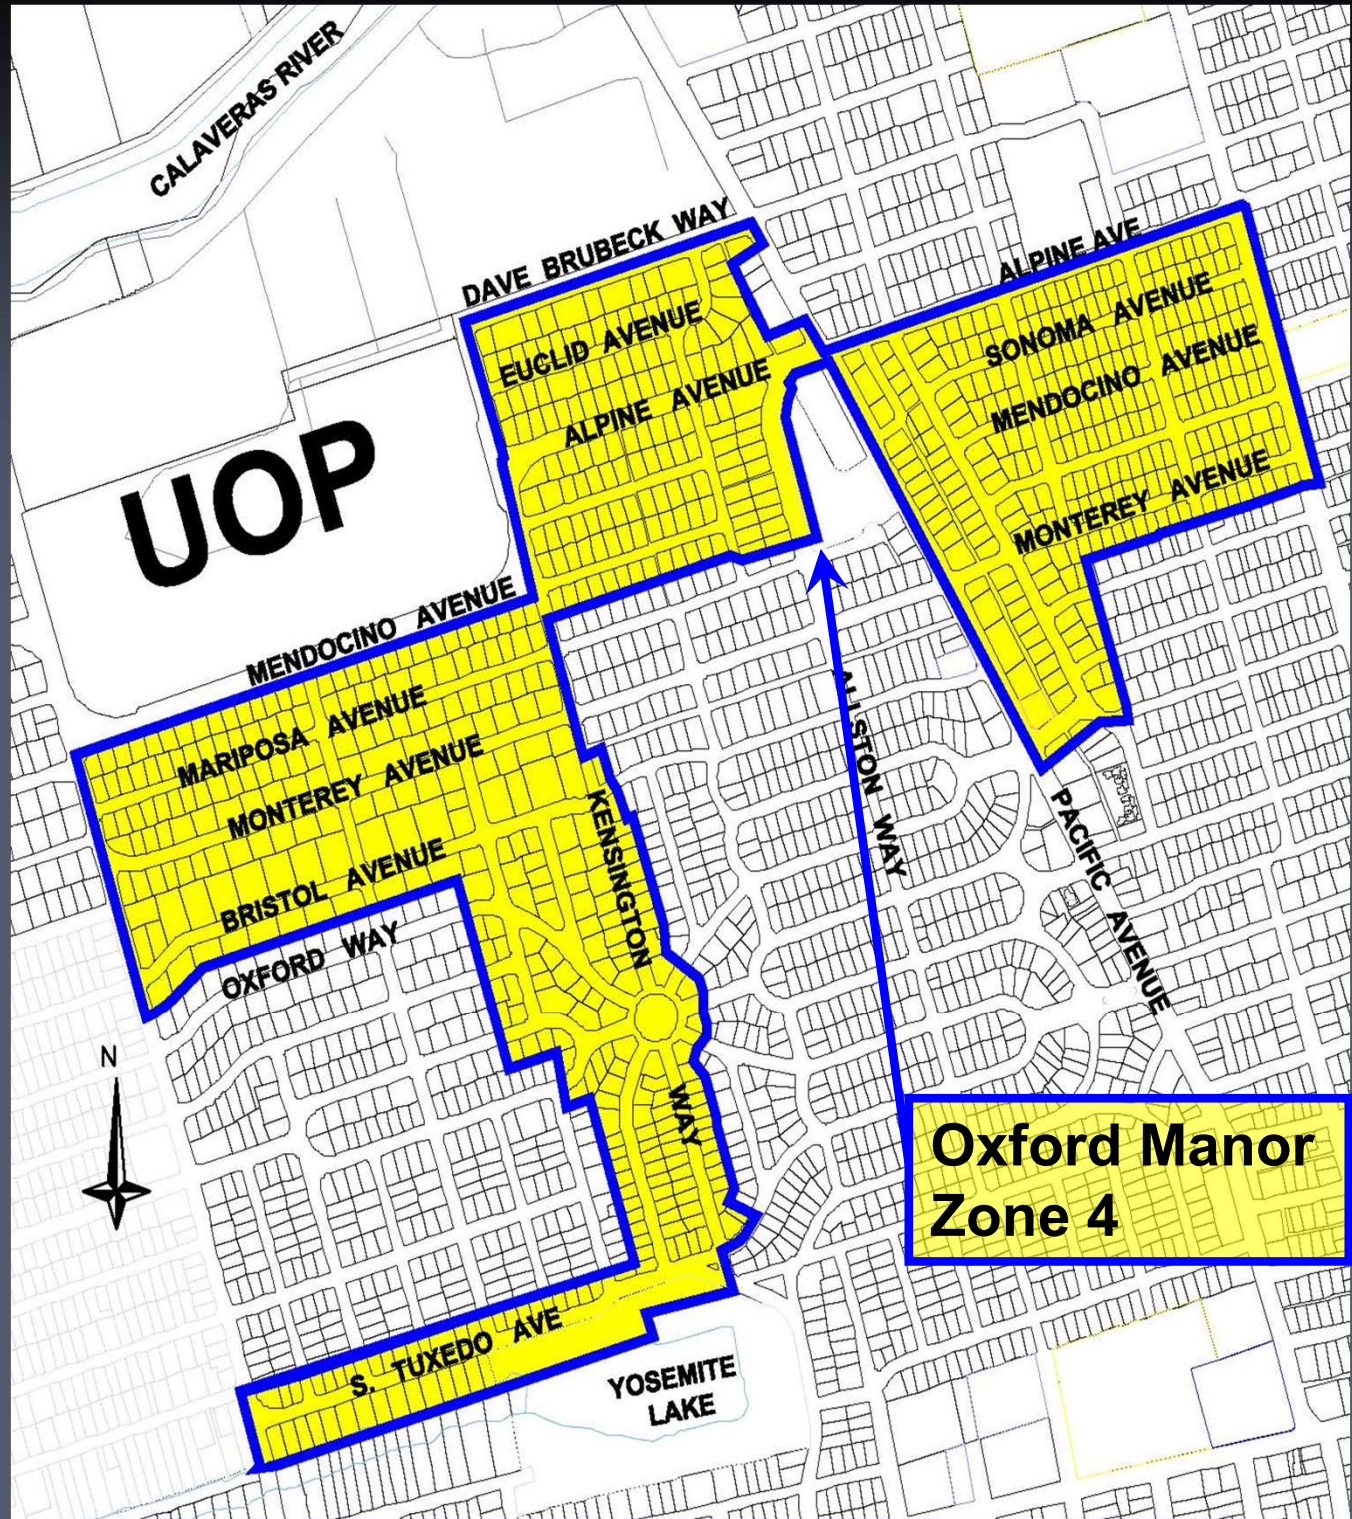 CALAVERAS RIVER
DAVE BRUBECK WAY
ALPINE AVE
EUCLID AVENUE
SONOMA AVENUE
ALPINE AVENUE
MENDOCINO AVENUE
UOP
MONTEREY AVENUE
MENDOCINO AVENUE
MARIPOSA AVENUE
MONTEREY AVENUE
ALLSTON WAY
KENSINGTON
PACIFIC AVENUE
BRISTOL AVENUE
OXFORD WAY
N
WAY
Oxford Manor
Zone 4
S. TUXEDO AVE
YOSEMITE
LAKE